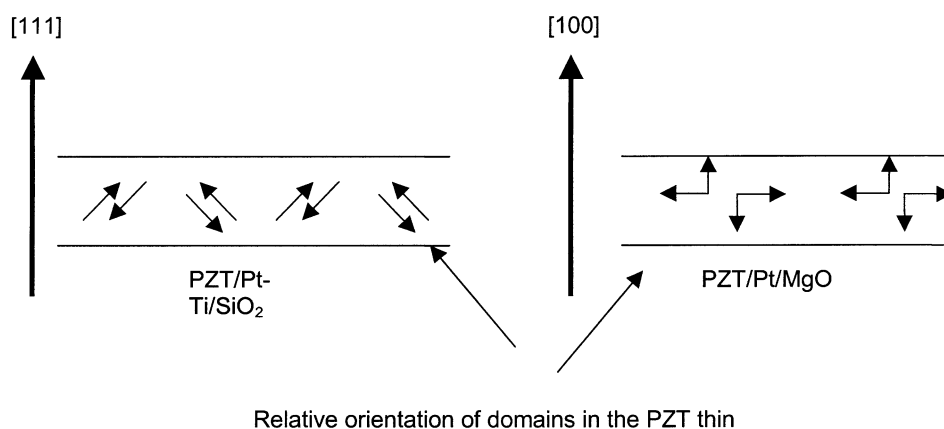 [111]
[100]
PZT/Pt-
Ti/SiO₂
PZT/Pt/MgO
Relative orientation of domains in the PZT thin